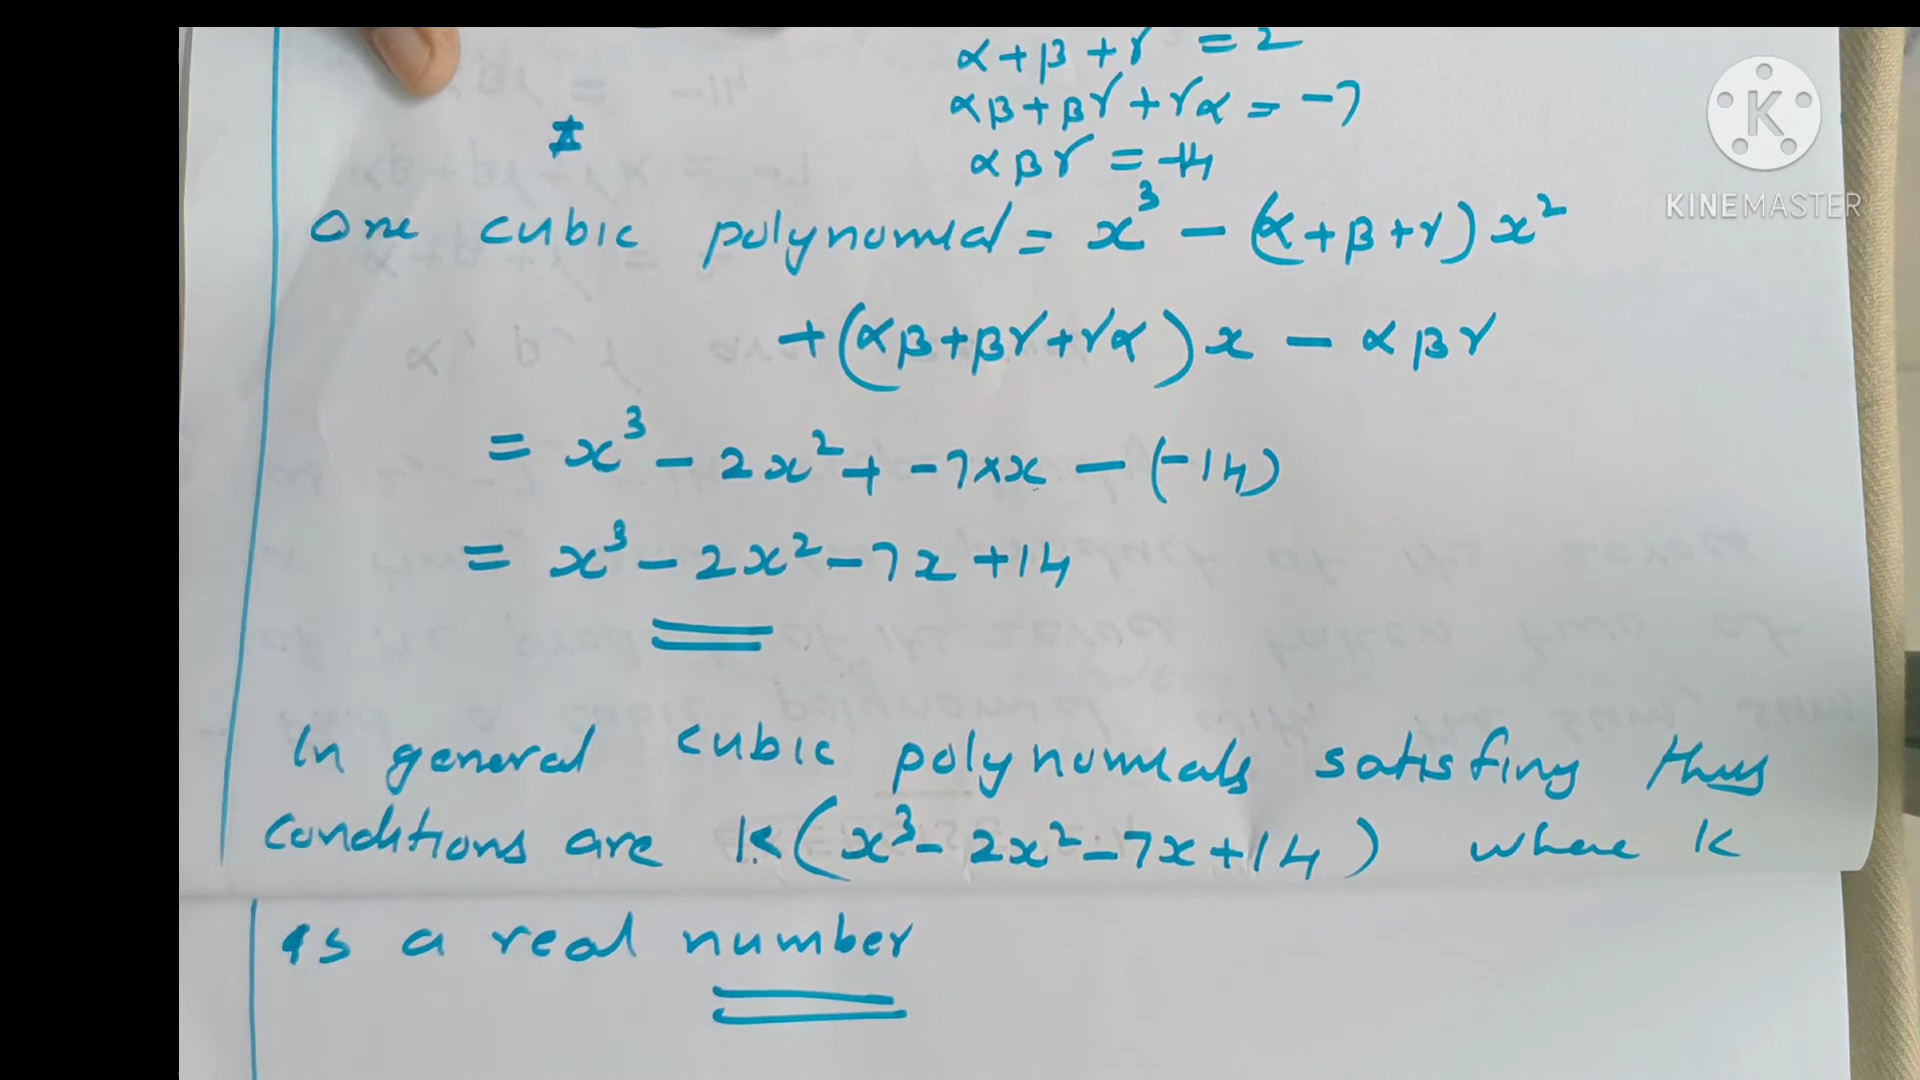 α+β+γ = 2
αβ+βγ+γα = -7
αβγ = -14
K
KINEMASTER
One cubic polynomial = x³ - (α+β+γ)x²
+(αβ+βγ+γα)x - αβγ
= x³ - 2x² + -7×x - (-14)
= x³ - 2x² - 7x + 14
In general cubic polynomials satisfing thus
conditions are K(x³ - 2x² - 7x + 14) where K
is a real number